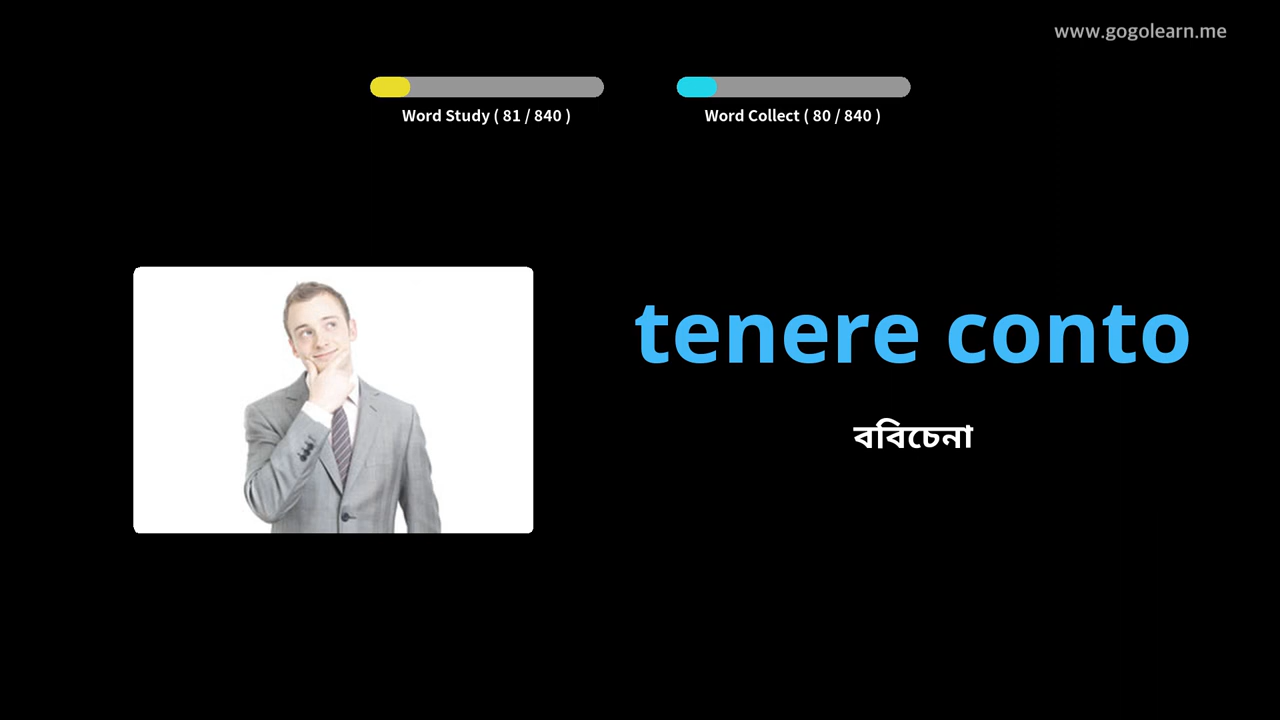 www.gogolearn.me
Word Study ( 81 / 840 )
Word Collect ( 80 / 840 )
tenere conto
ববিচেনা